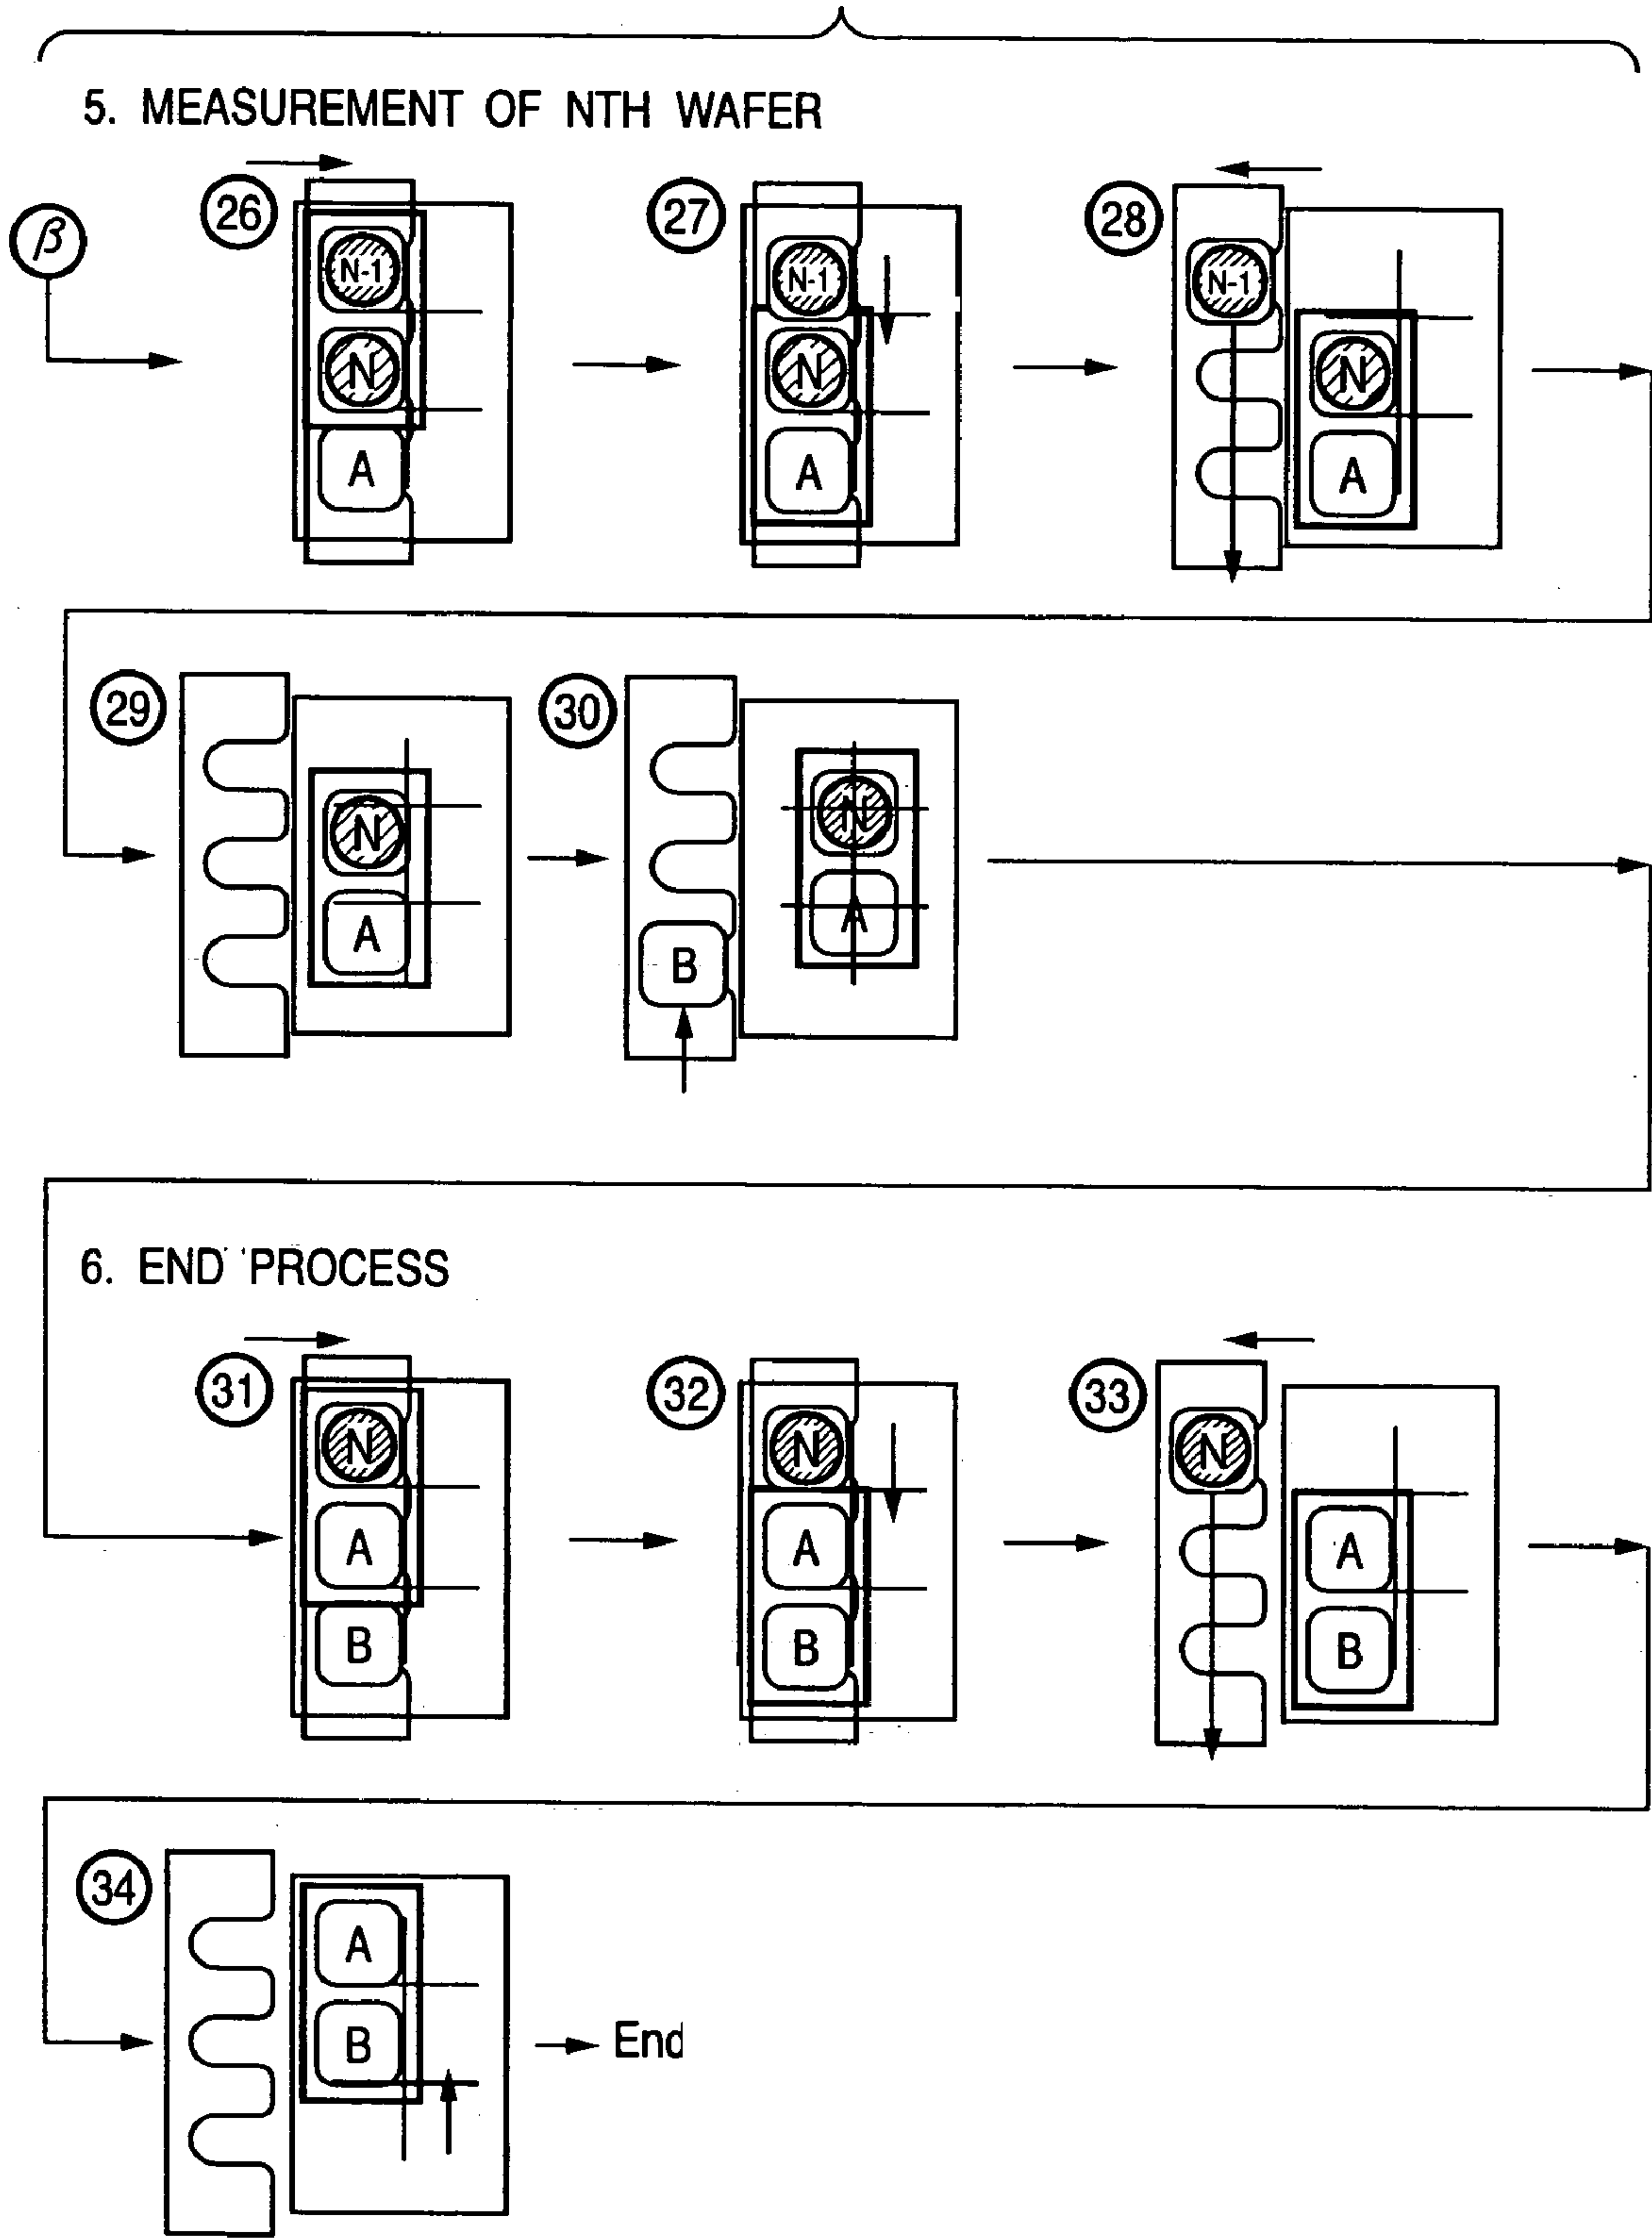 5. MEASUREMENT OF NTH WAFER
β
26
N-1
N
A
27
N-1
N
A
28
N-1
N
A
29
N
A
30
N
A
B
6. END PROCESS
31
N
A
B
32
N
A
B
33
N
A
B
34
A
B
End